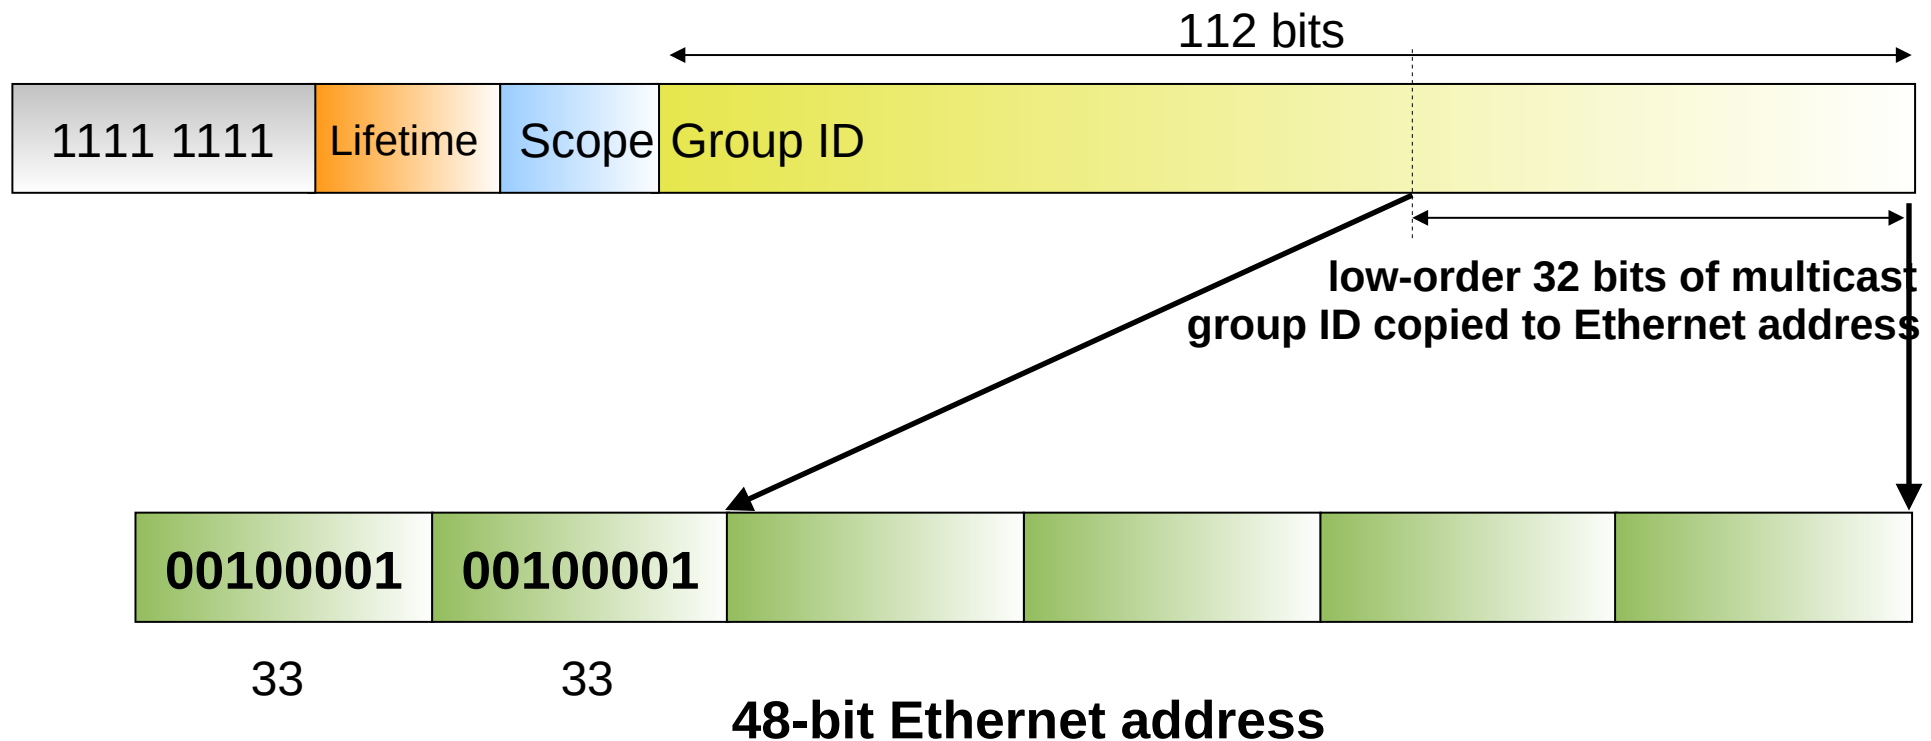 112 bits
1111 1111 Lifetime Scope Group ID
low-order 32 bits of multicast
group ID copied to Ethernet address
00100001 00100001
33 33
48-bit Ethernet address